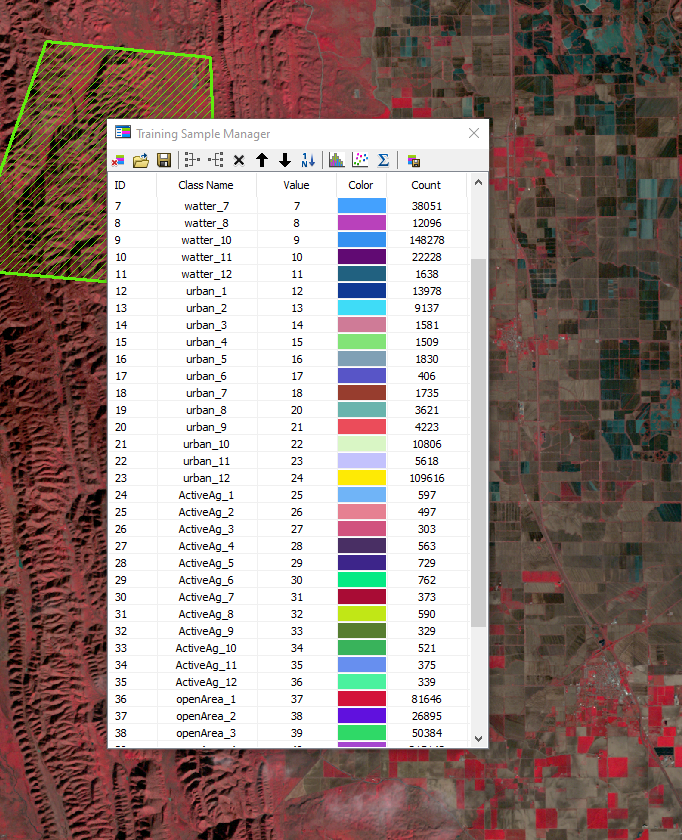 Training Sample Manager
ID Class Name Value Color Count
7 watter_7 7 38051
8 watter_8 8 12096
9 watter_10 9 148278
10 watter_11 10 22228
11 watter_12 11 1638
12 urban_1 12 13978
13 urban_2 13 9137
14 urban_3 14 1581
15 urban_4 15 1509
16 urban_5 16 1830
17 urban_6 17 406
18 urban_7 18 1735
19 urban_8 20 3621
20 urban_9 21 4223
21 urban_10 22 10806
22 urban_11 23 5618
23 urban_12 24 109616
24 ActiveAg_1 25 597
25 ActiveAg_2 26 497
26 ActiveAg_3 27 303
27 ActiveAg_4 28 563
28 ActiveAg_5 29 729
29 ActiveAg_6 30 762
30 ActiveAg_7 31 373
31 ActiveAg_8 32 590
32 ActiveAg_9 33 329
33 ActiveAg_10 34 521
34 ActiveAg_11 35 375
35 ActiveAg_12 36 339
36 openArea_1 37 81646
37 openArea_2 38 26895
38 openArea_3 39 50384